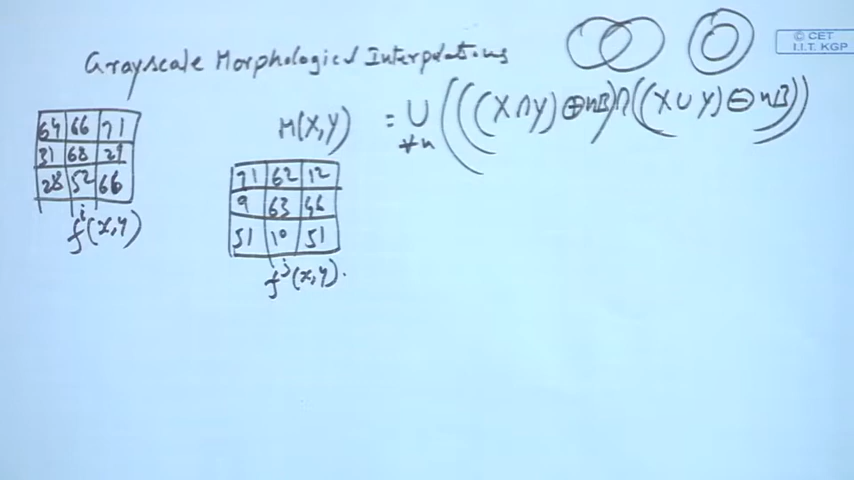 © CET
I.I.T. KGP
Grayscale Morphological Interpolations
M(X,Y) = ∪ (((X∩Y) ⊕ nB) ∩ ((X ∪ Y) ⊖ nB))
∀n
64 66 71
31 68 29
28 52 66
f^i(x,y)
71 62 12
9 63 46
51 10 51
f^j(x,y).